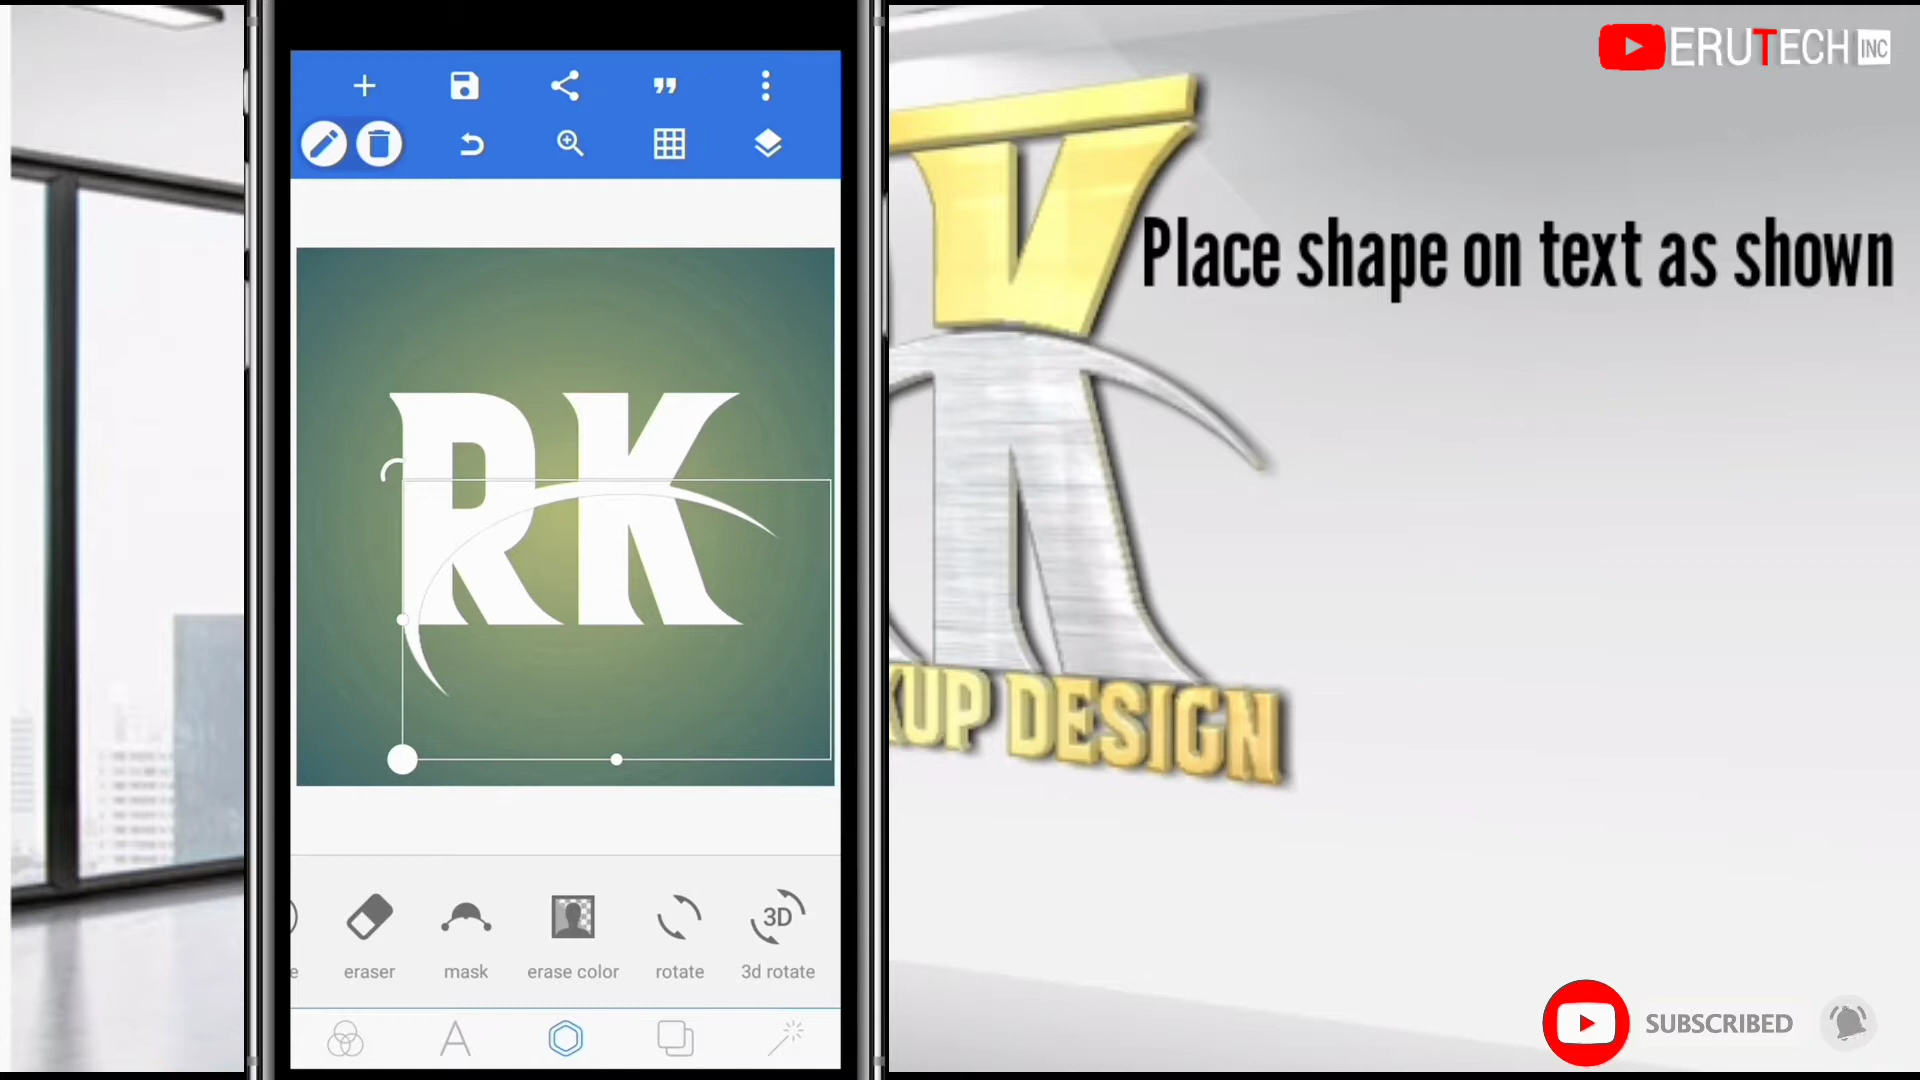 ERUTECH INC
Place shape on text as shown
RK
KUP DESIGN
e
eraser
mask
erase color
rotate
3D
3d rotate
A
SUBSCRIBED